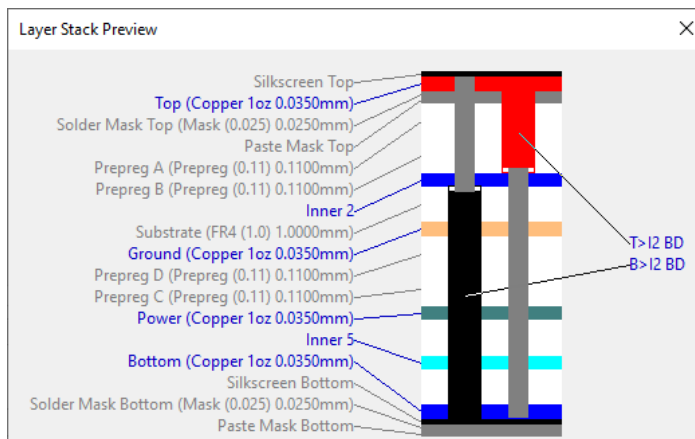 Layer Stack Preview
Silkscreen Top
Top (Copper 1oz 0.0350mm)
Solder Mask Top (Mask (0.025) 0.0250mm)
Paste Mask Top
Prepreg A (Prepreg (0.11) 0.1100mm)
Prepreg B (Prepreg (0.11) 0.1100mm)
Inner 2
Substrate (FR4 (1.0) 1.0000mm)
Ground (Copper 1oz 0.0350mm)
Prepreg D (Prepreg (0.11) 0.1100mm)
Prepreg C (Prepreg (0.11) 0.1100mm)
Power (Copper 1oz 0.0350mm)
Inner 5
Bottom (Copper 1oz 0.0350mm)
Silkscreen Bottom
Solder Mask Bottom (Mask (0.025) 0.0250mm)
Paste Mask Bottom
T>I2 BD
B>I2 BD